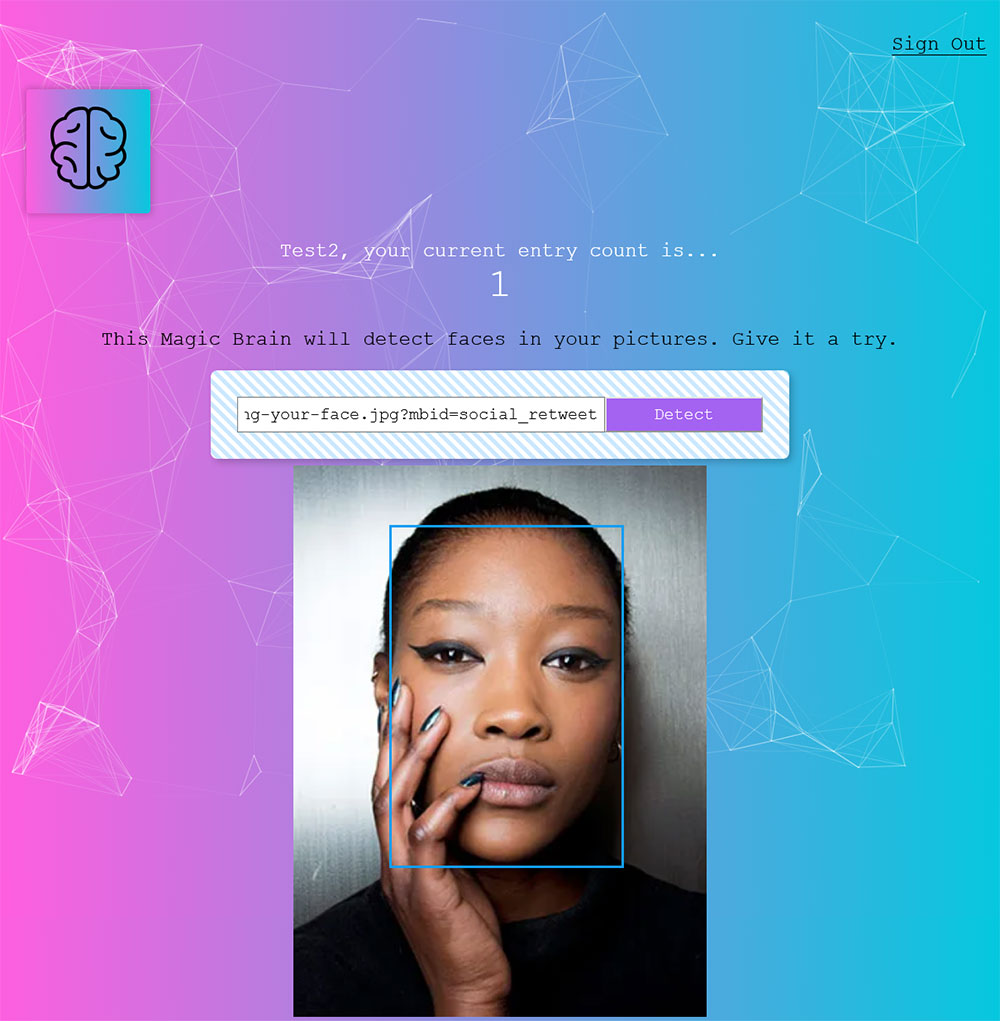 Sign Out
Test2, your current entry count is...
1
This Magic Brain will detect faces in your pictures. Give it a try.
g-your-face.jpg?mbid=social_retweet Detect